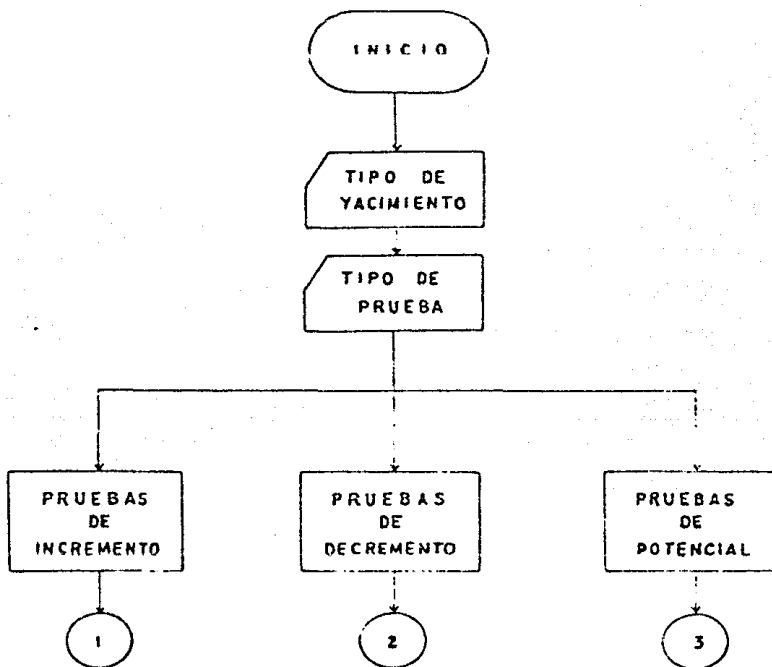 INICIO
TIPO DE
YACIMIENTO
TIPO DE
PRUEBA
PRUEBAS
DE
INCREMENTO
PRUEBAS
DE
DECREMENTO
PRUEBAS
DE
POTENCIAL
1
2
3